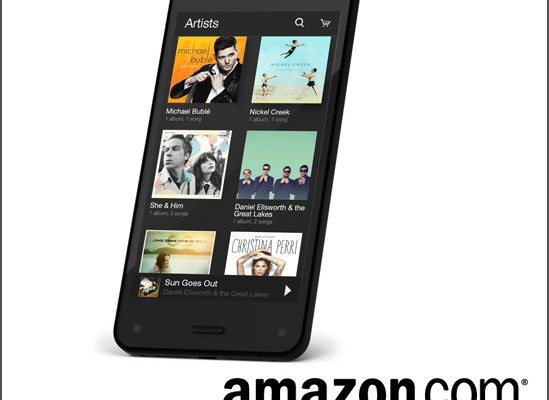 Artists
michael
bublé
NICKEL CREEK
Michael Bublé
1 album, 1 song
Nickel Creek
1 album, 1 song
She & Him
1 album, 3 songs
Daniel Ellsworth & the
Great Lakes
1 album, 2 songs
CHRISTINA PERRI
Sun Goes Out
Daniel Ellsworth & the Great Lakes
amazon.com®